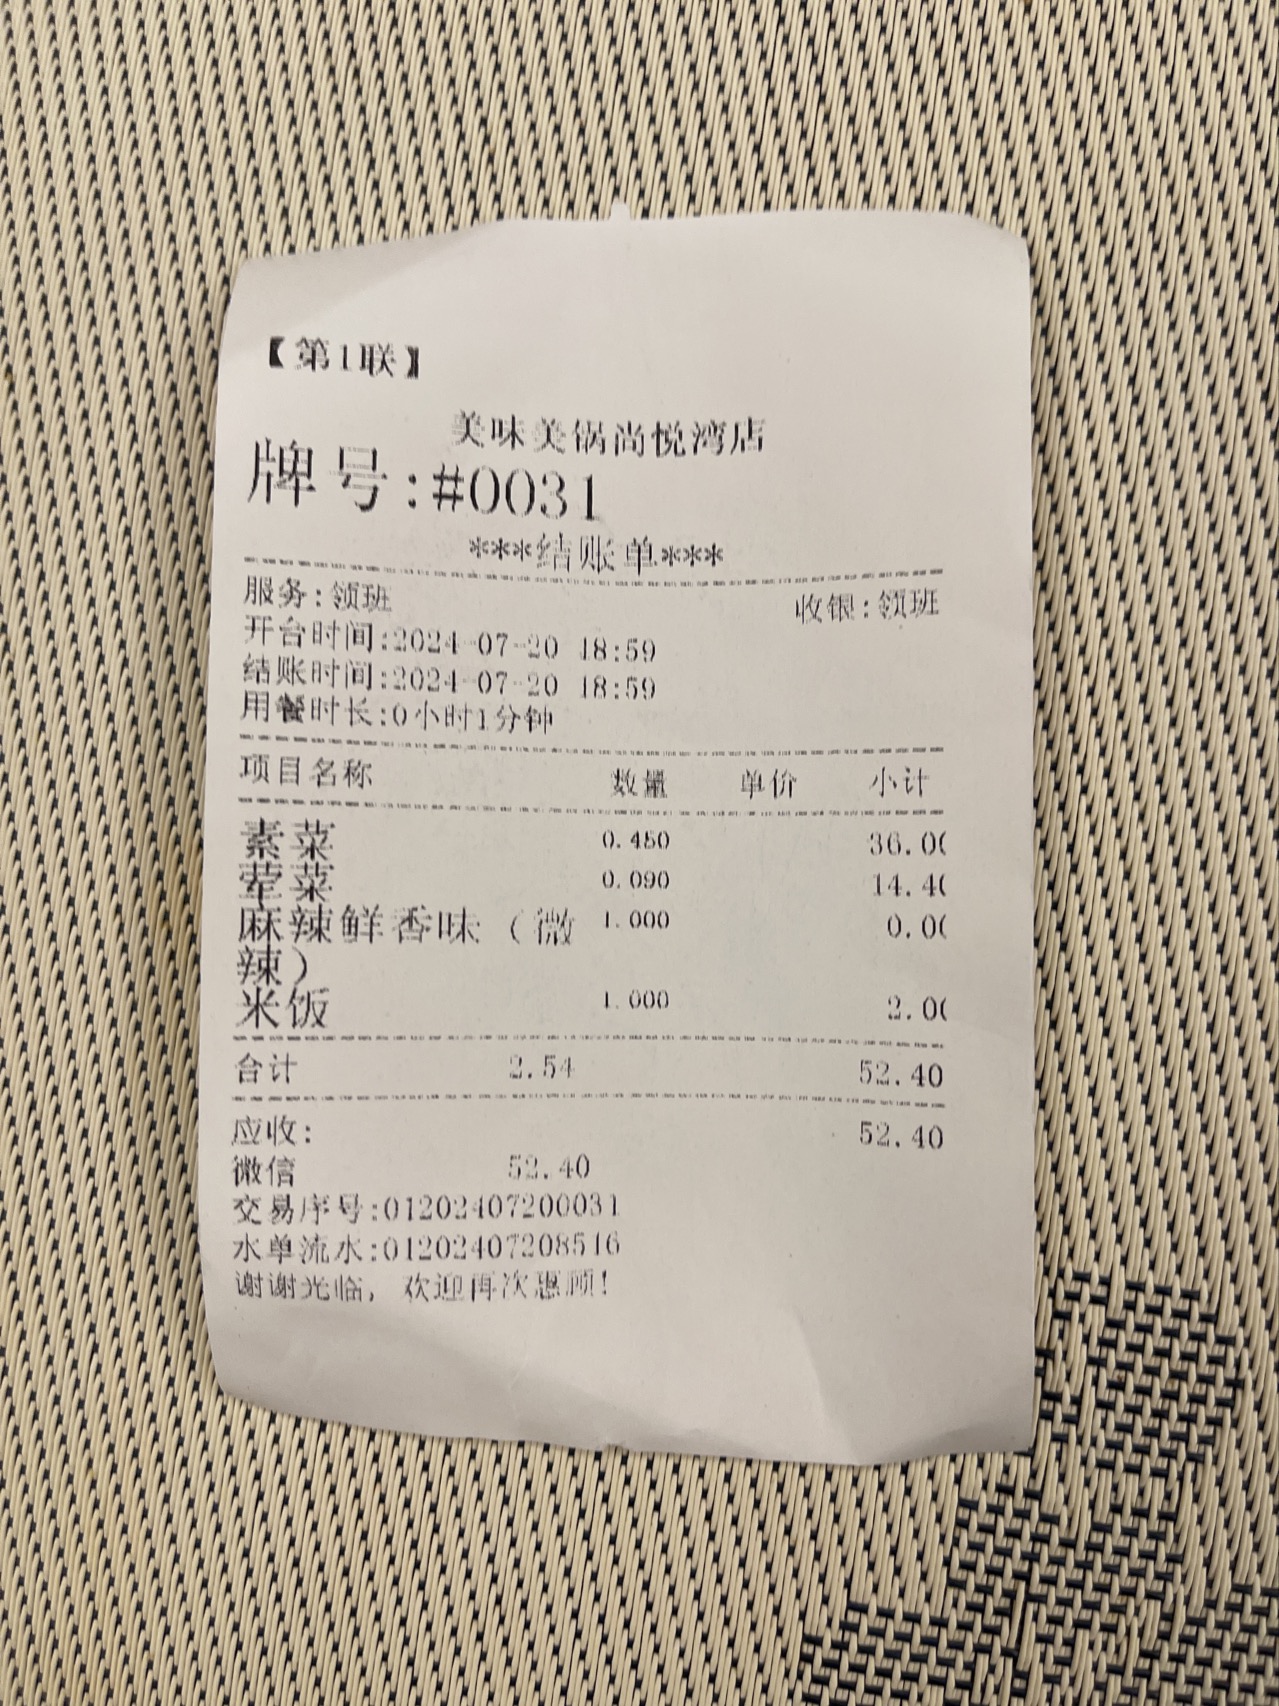 【第1联】
美味美锅尚悦湾店
牌号:#0031
***结账单***
服务:领班 收银:领班
开台时间:2024-07-20 18:59
结账时间:2024-07-20 18:59
用餐时长:0小时1分钟
项目名称 数量 单价 小计
素菜 0.450 36.0(
荤菜 0.090 14.4(
麻辣鲜香味（微 1.000 0.0(
辣）
米饭 1.000 2.0(
合计 2.54 52.40
应收: 52.40
微信 52.40
交易序号:01202407200031
水单流水:01202407208516
谢谢光临, 欢迎再次惠顾!